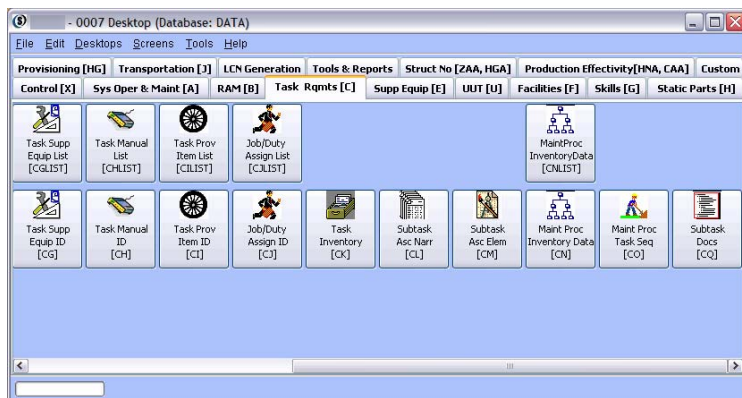 - 0007 Desktop (Database: DATA)
File Edit Desktops Screens Tools Help
Provisioning [HG] Transportation [J] LCN Generation Tools & Reports Struct No [ZAA, HGA] Production Effectivity[HNA, CAA] Custom
Control [X] Sys Oper & Maint [A] RAM [B] Task Rqmts [C] Supp Equip [E] UUT [U] Facilities [F] Skills [G] Static Parts [H]
Task Supp Task Manual Task Prov Job/Duty MaintProc
Equip List List Item List Assign List InventoryData
[CGLIST] [CHLIST] [CILIST] [CJLIST] [CNLIST]
Task Supp Task Manual Task Prov Job/Duty Task Subtask Subtask Maint Proc Maint Proc Subtask
Equip ID ID Item ID Assign ID Inventory Asc Narr Asc Elem Inventory Data Task Seq Docs
[CG] [CH] [CI] [CJ] [CK] [CL] [CM] [CN] [CO] [CQ]